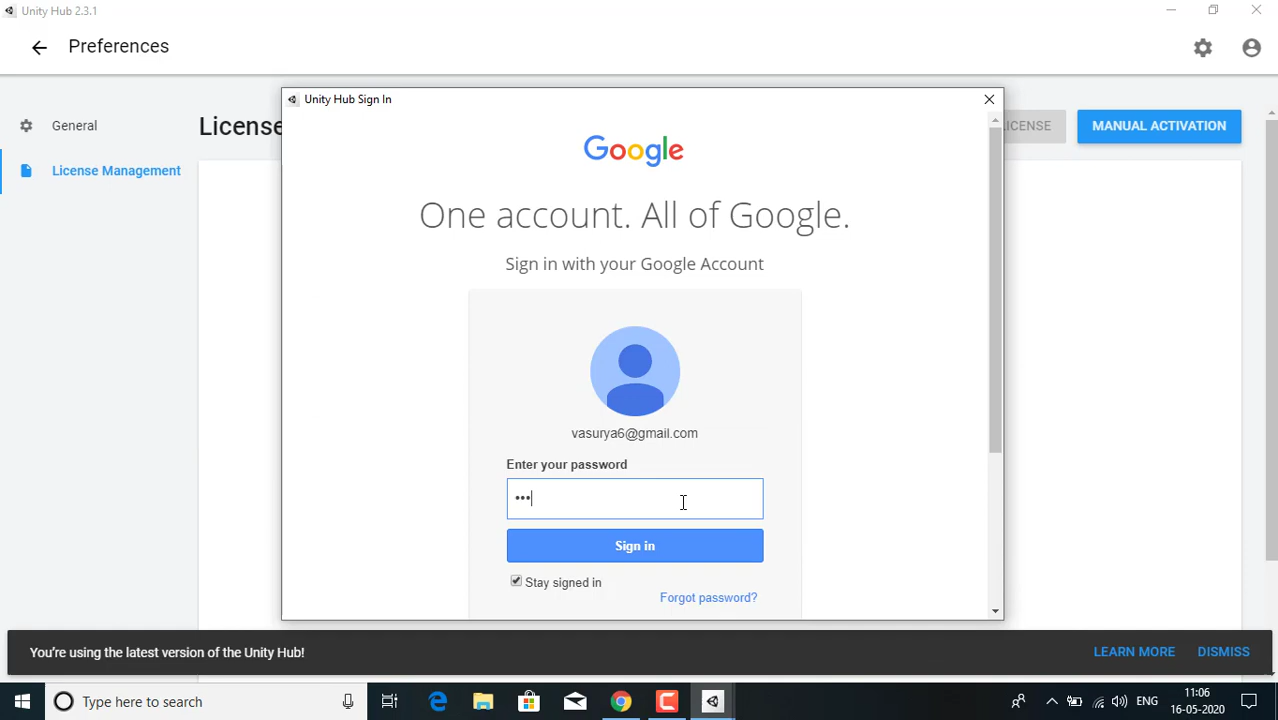 Unity Hub 2.3.1
Preferences
General
License Management
License
ICENSE
MANUAL ACTIVATION
Unity Hub Sign In
Google
One account. All of Google.
Sign in with your Google Account
vasurya6@gmail.com
Enter your password
•••
Sign in
Stay signed in
Forgot password?
You're using the latest version of the Unity Hub!
LEARN MORE
DISMISS
Type here to search
ENG
11:06
16-05-2020